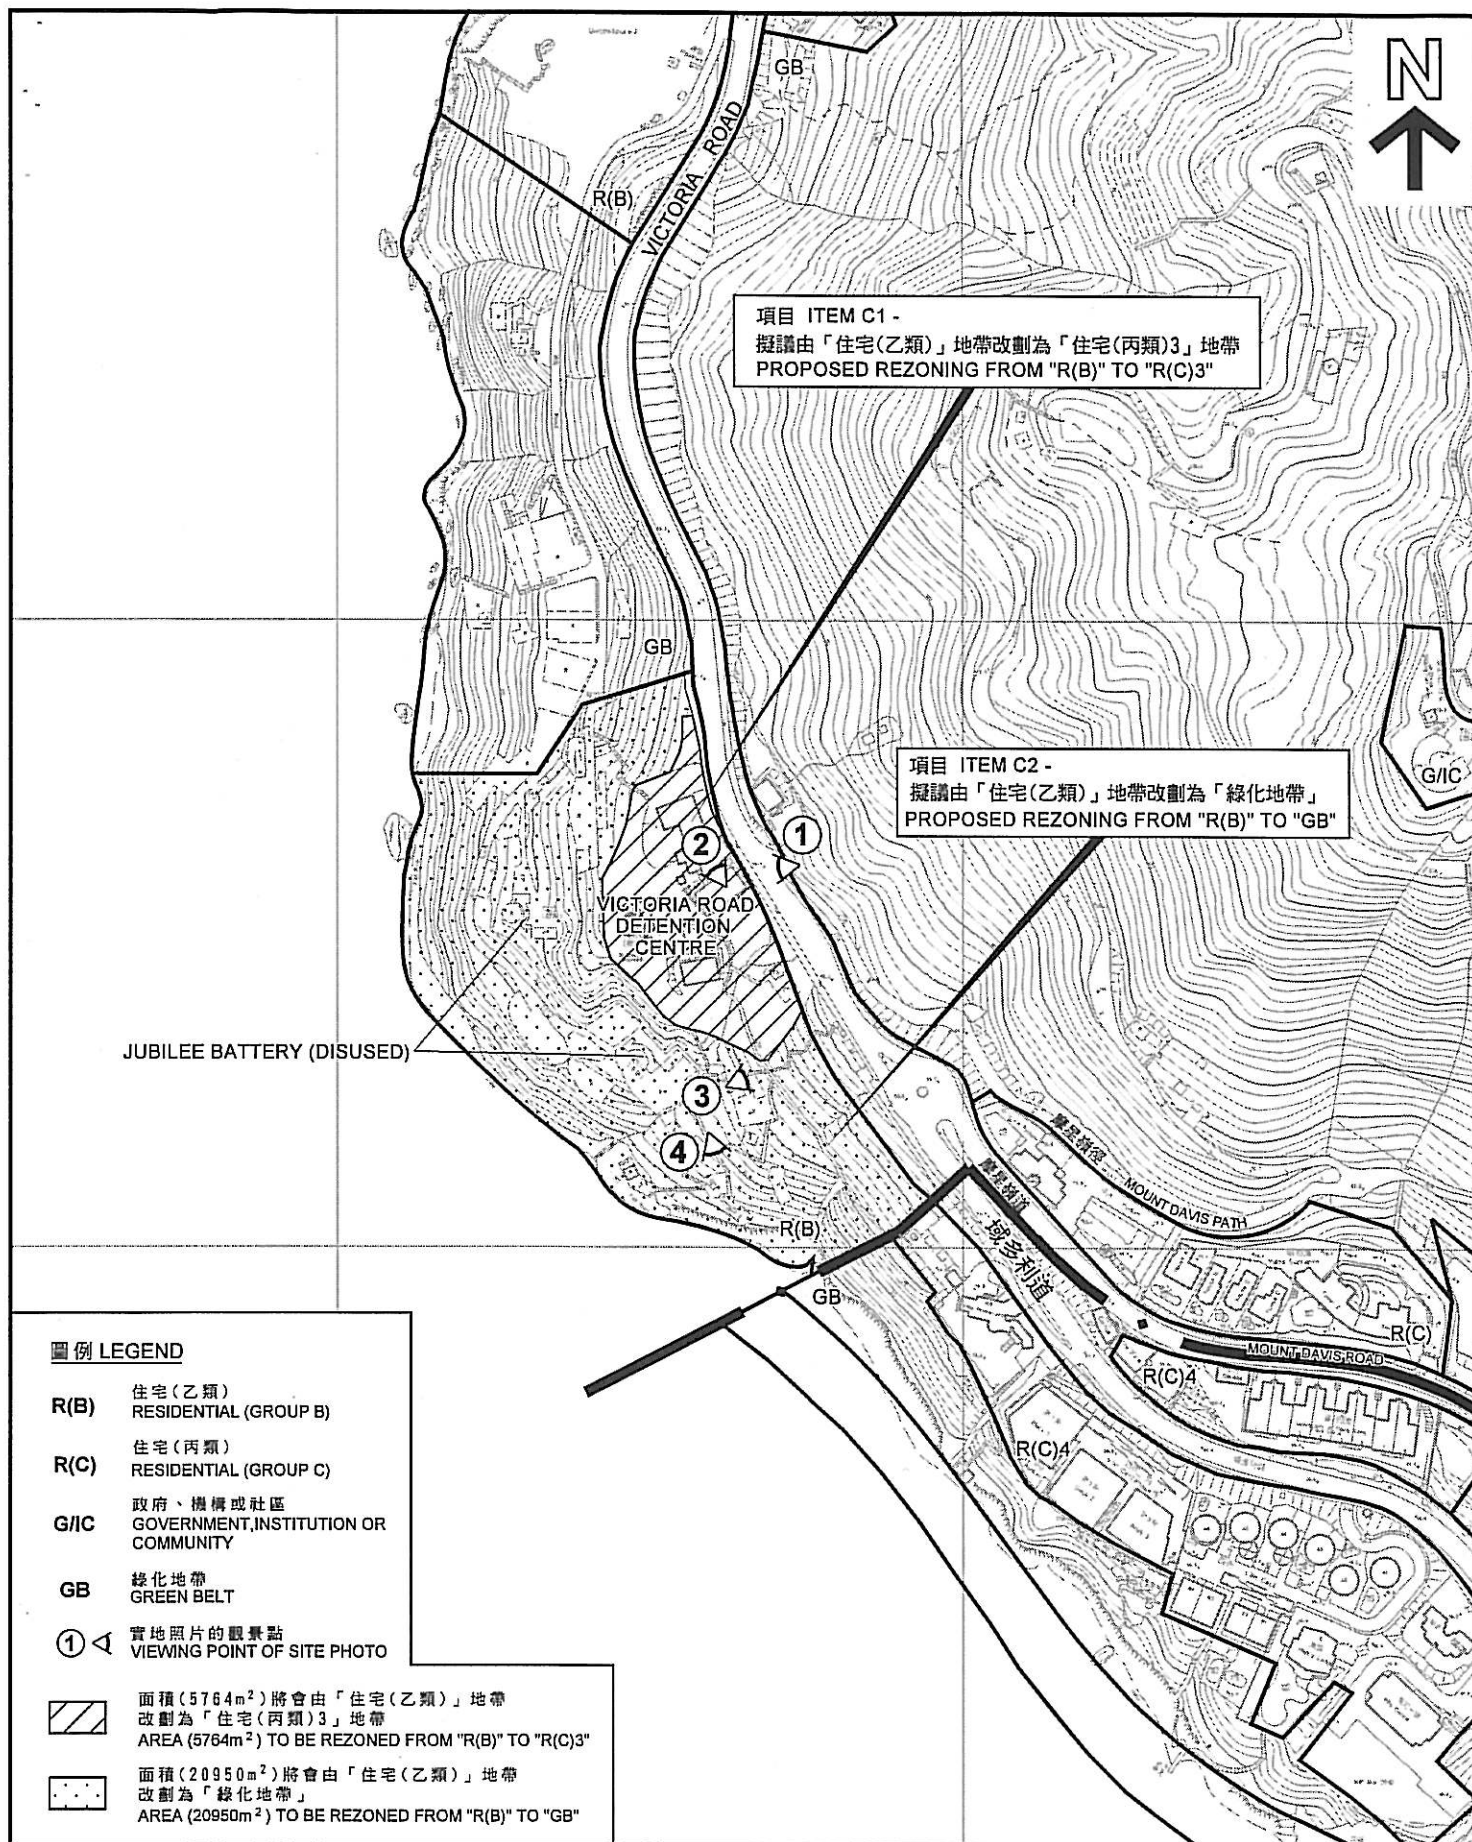 N
GB
VICTORIA ROAD
R(B)
項目 ITEM C1 -
擬議由「住宅(乙類)」地帶改劃為「住宅(丙類)3」地帶
PROPOSED REZONING FROM "R(B)" TO "R(C)3"
GB
項目 ITEM C2 -
擬議由「住宅(乙類)」地帶改劃為「綠化地帶」
PROPOSED REZONING FROM "R(B)" TO "GB"
G/IC
1
2
VICTORIA ROAD
DETENTION
CENTRE
JUBILEE BATTERY (DISUSED)
3
4
摩星嶺徑
MOUNT DAVIS PATH
摩星嶺道
域多利道
R(B)
GB
R(C)
MOUNT DAVIS ROAD
R(C)4
R(C)4
圖例 LEGEND
R(B)
住宅(乙類)
RESIDENTIAL (GROUP B)
R(C)
住宅(丙類)
RESIDENTIAL (GROUP C)
G/IC
政府、機構或社區
GOVERNMENT,INSTITUTION OR
COMMUNITY
GB
綠化地帶
GREEN BELT
1
實地照片的觀景點
VIEWING POINT OF SITE PHOTO
面積(5764m²)將會由「住宅(乙類)」地帶
改劃為「住宅(丙類)3」地帶
AREA (5764m²) TO BE REZONED FROM "R(B)" TO "R(C)3"
面積(20950m²)將會由「住宅(乙類)」地帶
改劃為「綠化地帶」
AREA (20950m²) TO BE REZONED FROM "R(B)" TO "GB"